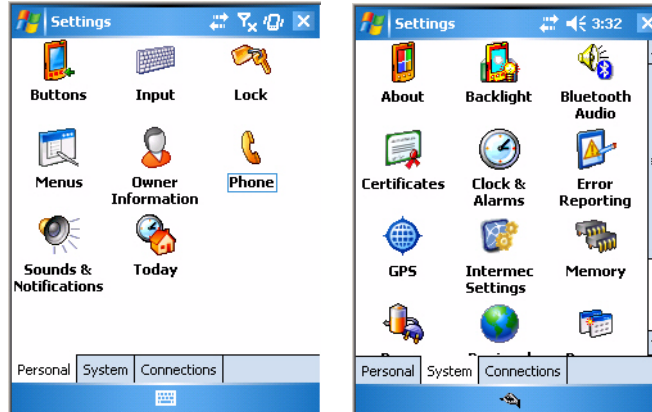 Settings
Buttons Input Lock
Menus Owner Information Phone
Sounds & Notifications Today
Personal System Connections
Settings 3:32
About Backlight Bluetooth Audio
Certificates Clock & Alarms Error Reporting
GPS Intermec Settings Memory
Personal System Connections